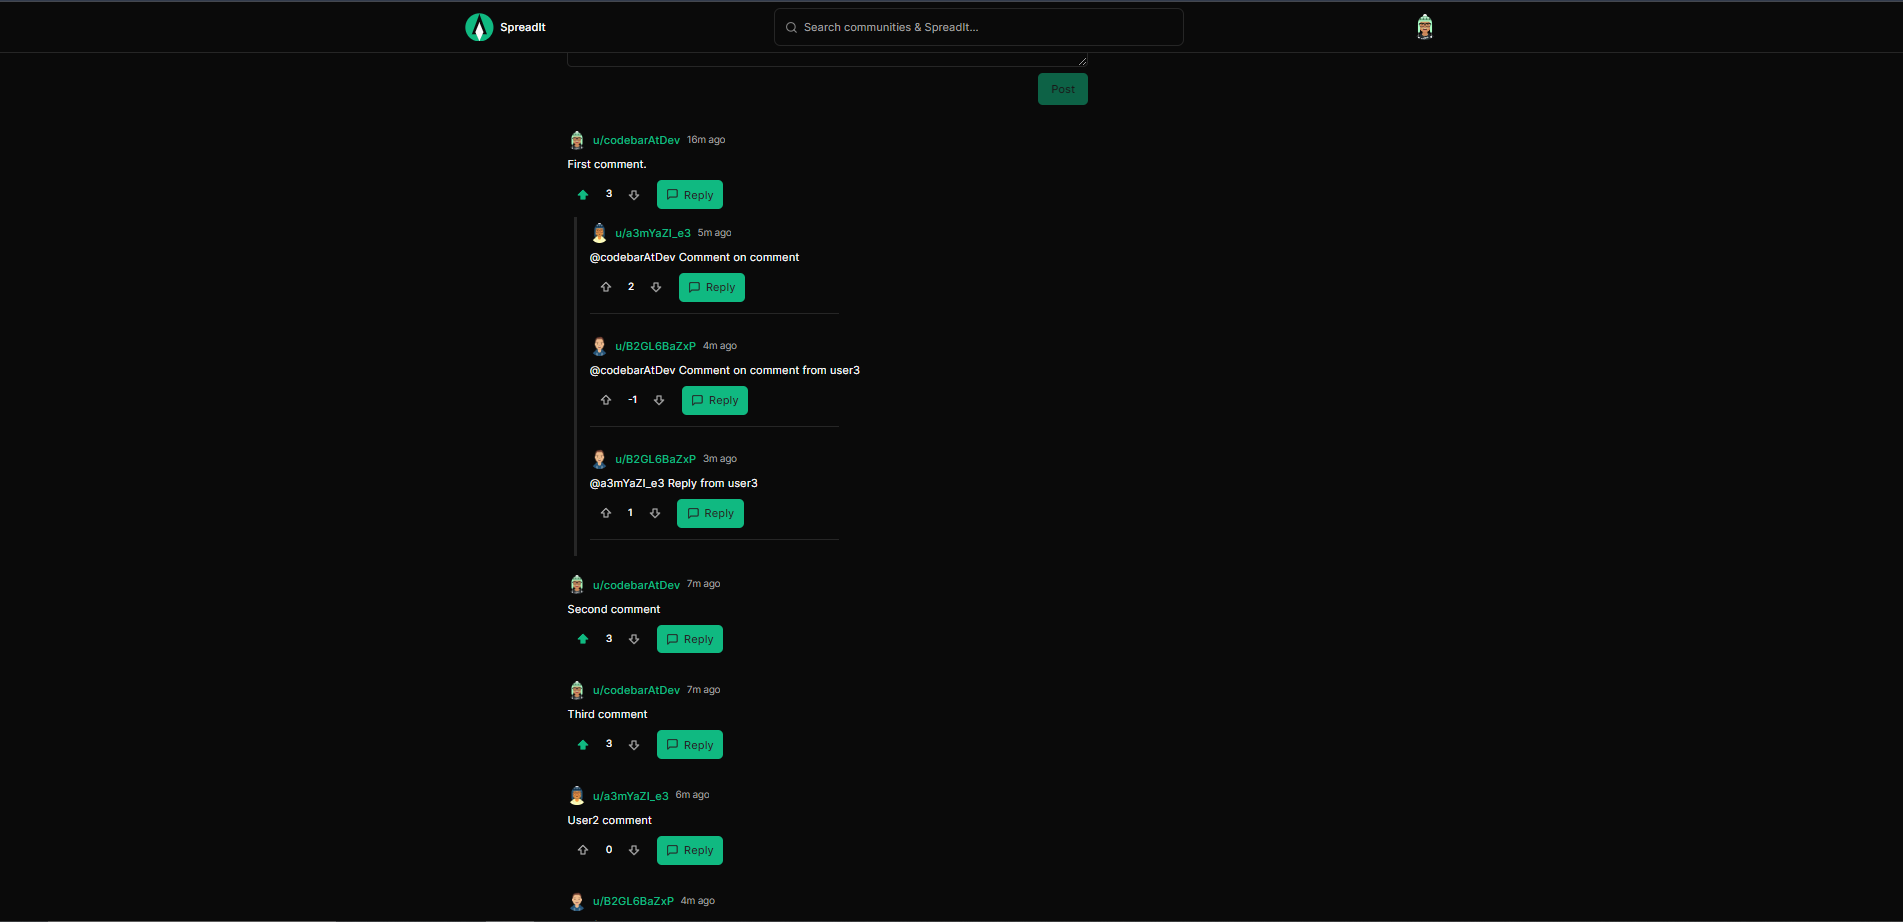 SpreadIt
Search communities & SpreadIt...
Post
u/codebarAtDev 16m ago
First comment.
3 Reply
u/a3mYaZI_e3 5m ago
@codebarAtDev Comment on comment
2 Reply
u/B2GL6BaZxP 4m ago
@codebarAtDev Comment on comment from user3
-1 Reply
u/B2GL6BaZxP 3m ago
@a3mYaZI_e3 Reply from user3
1 Reply
u/codebarAtDev 7m ago
Second comment
3 Reply
u/codebarAtDev 7m ago
Third comment
3 Reply
u/a3mYaZI_e3 6m ago
User2 comment
0 Reply
u/B2GL6BaZxP 4m ago